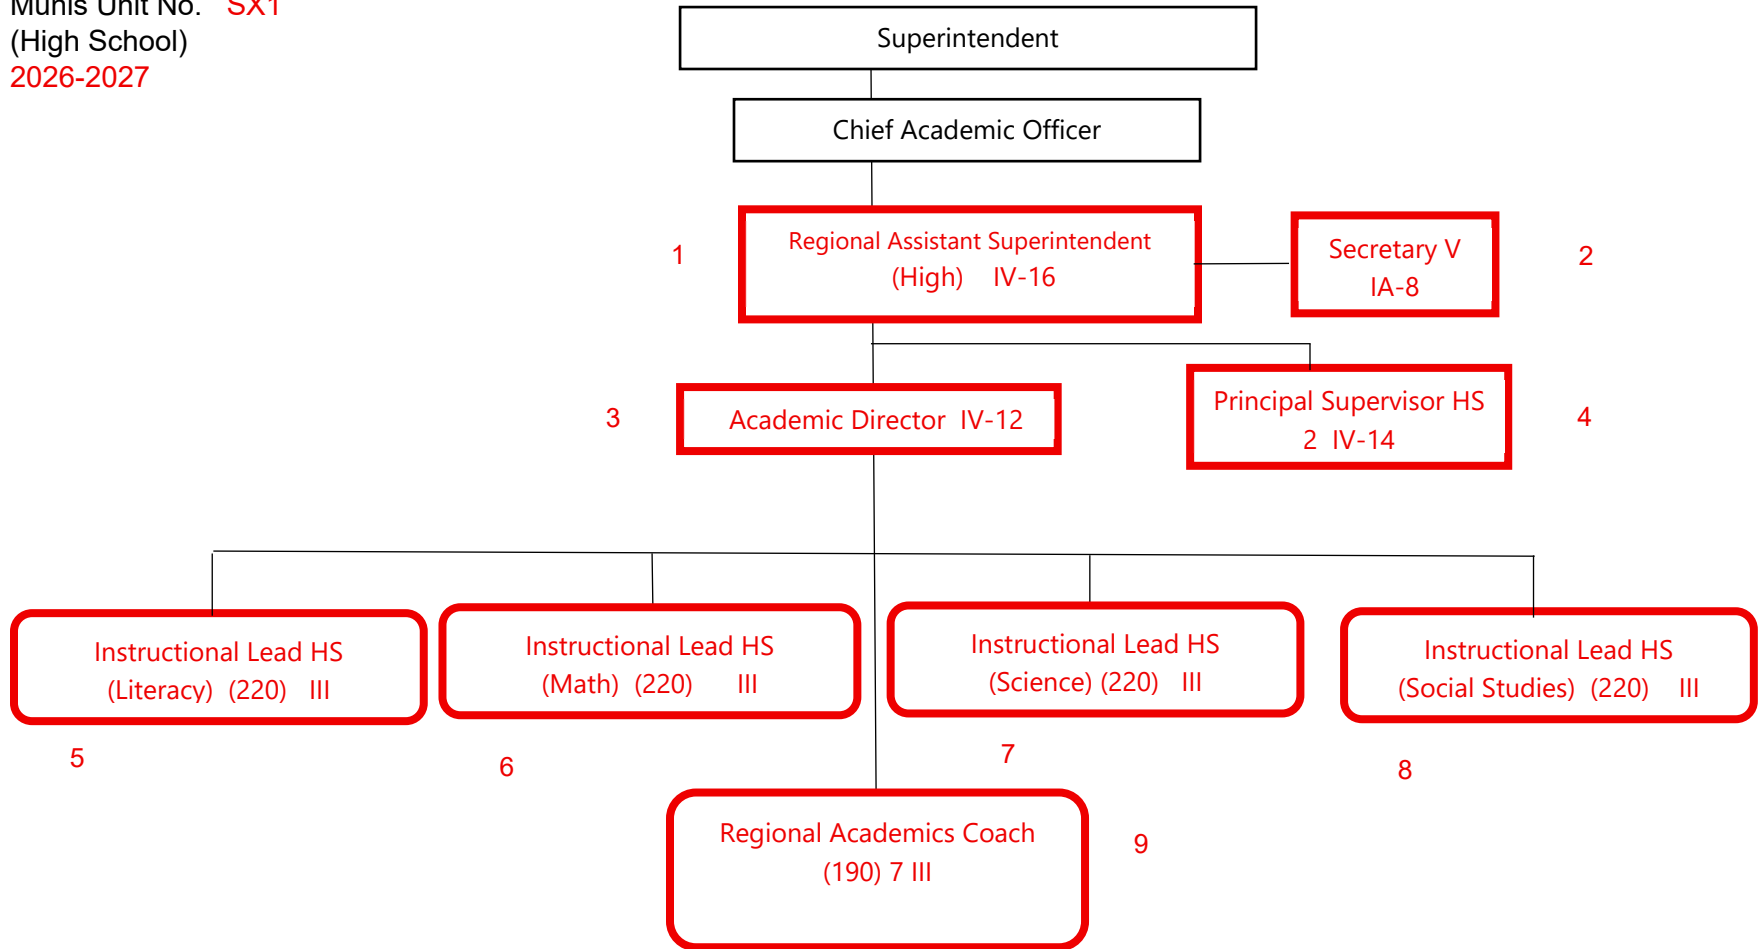 Munis Unit No. SX1
(High School)
2026-2027
Superintendent
Chief Academic Officer
1
Regional Assistant Superintendent
(High) IV-16
Secretary V
IA-8
2
3
Academic Director IV-12
Principal Supervisor HS
2 IV-14
4
Instructional Lead HS
(Literacy) (220) III
Instructional Lead HS
(Math) (220) III
Instructional Lead HS
(Science) (220) III
Instructional Lead HS
(Social Studies) (220) III
5
6
7
8
Regional Academics Coach
(190) 7 III
9